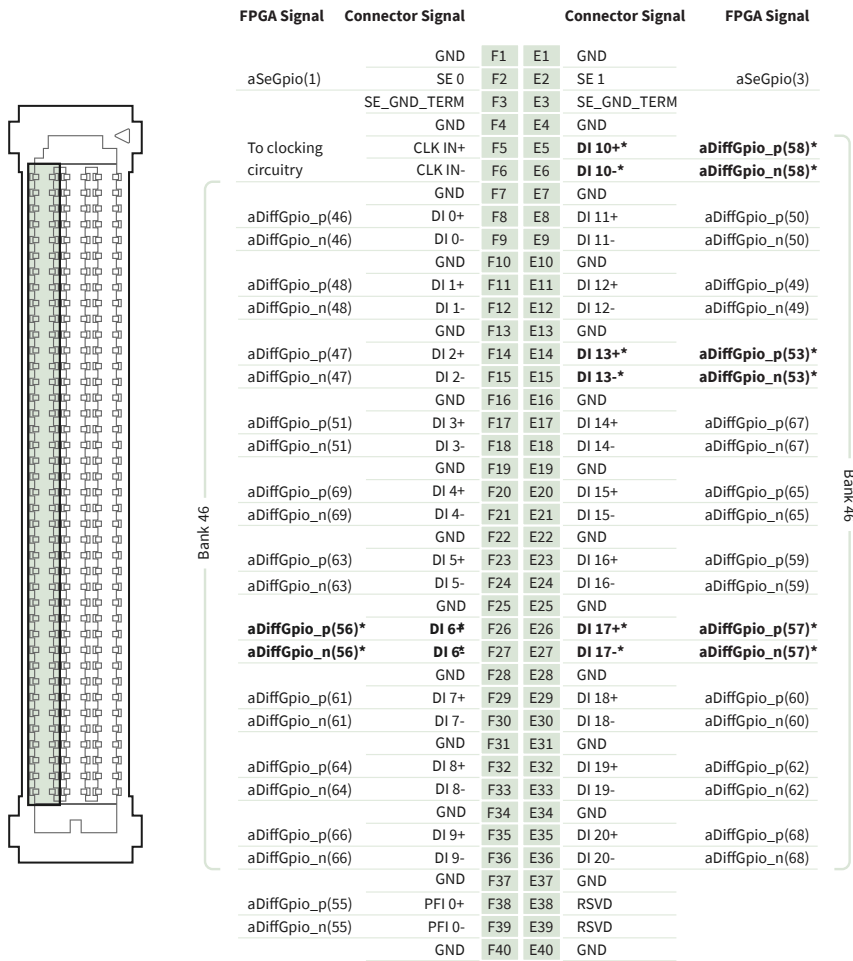 FPGA Signal Connector Signal Connector Signal FPGA Signal
GND F1 E1 GND
aSeGpio(1) SE 0 F2 E2 SE 1 aSeGpio(3)
SE_GND_TERM F3 E3 SE_GND_TERM
GND F4 E4 GND
To clocking CLK IN+ F5 E5 DI 10+* aDiffGpio_p(58)*
circuitry CLK IN- F6 E6 DI 10-* aDiffGpio_n(58)*
GND F7 E7 GND
aDiffGpio_p(46) DI 0+ F8 E8 DI 11+ aDiffGpio_p(50)
aDiffGpio_n(46) DI 0- F9 E9 DI 11- aDiffGpio_n(50)
GND F10 E10 GND
aDiffGpio_p(48) DI 1+ F11 E11 DI 12+ aDiffGpio_p(49)
aDiffGpio_n(48) DI 1- F12 E12 DI 12- aDiffGpio_n(49)
GND F13 E13 GND
aDiffGpio_p(47) DI 2+ F14 E14 DI 13+* aDiffGpio_p(53)*
aDiffGpio_n(47) DI 2- F15 E15 DI 13-* aDiffGpio_n(53)*
GND F16 E16 GND
aDiffGpio_p(51) DI 3+ F17 E17 DI 14+ aDiffGpio_p(67)
aDiffGpio_n(51) DI 3- F18 E18 DI 14- aDiffGpio_n(67)
GND F19 E19 GND
aDiffGpio_p(69) DI 4+ F20 E20 DI 15+ aDiffGpio_p(65)
aDiffGpio_n(69) DI 4- F21 E21 DI 15- aDiffGpio_n(65)
GND F22 E22 GND
aDiffGpio_p(63) DI 5+ F23 E23 DI 16+ aDiffGpio_p(59)
aDiffGpio_n(63) DI 5- F24 E24 DI 16- aDiffGpio_n(59)
GND F25 E25 GND
aDiffGpio_p(56)* DI 6+* F26 E26 DI 17+* aDiffGpio_p(57)*
aDiffGpio_n(56)* DI 6-* F27 E27 DI 17-* aDiffGpio_n(57)*
GND F28 E28 GND
aDiffGpio_p(61) DI 7+ F29 E29 DI 18+ aDiffGpio_p(60)
aDiffGpio_n(61) DI 7- F30 E30 DI 18- aDiffGpio_n(60)
GND F31 E31 GND
aDiffGpio_p(64) DI 8+ F32 E32 DI 19+ aDiffGpio_p(62)
aDiffGpio_n(64) DI 8- F33 E33 DI 19- aDiffGpio_n(62)
GND F34 E34 GND
aDiffGpio_p(66) DI 9+ F35 E35 DI 20+ aDiffGpio_p(68)
aDiffGpio_n(66) DI 9- F36 E36 DI 20- aDiffGpio_n(68)
GND F37 E37 GND
aDiffGpio_p(55) PFI 0+ F38 E38 RSVD
aDiffGpio_n(55) PFI 0- F39 E39 RSVD
GND F40 E40 GND
Bank 46
Bank 46